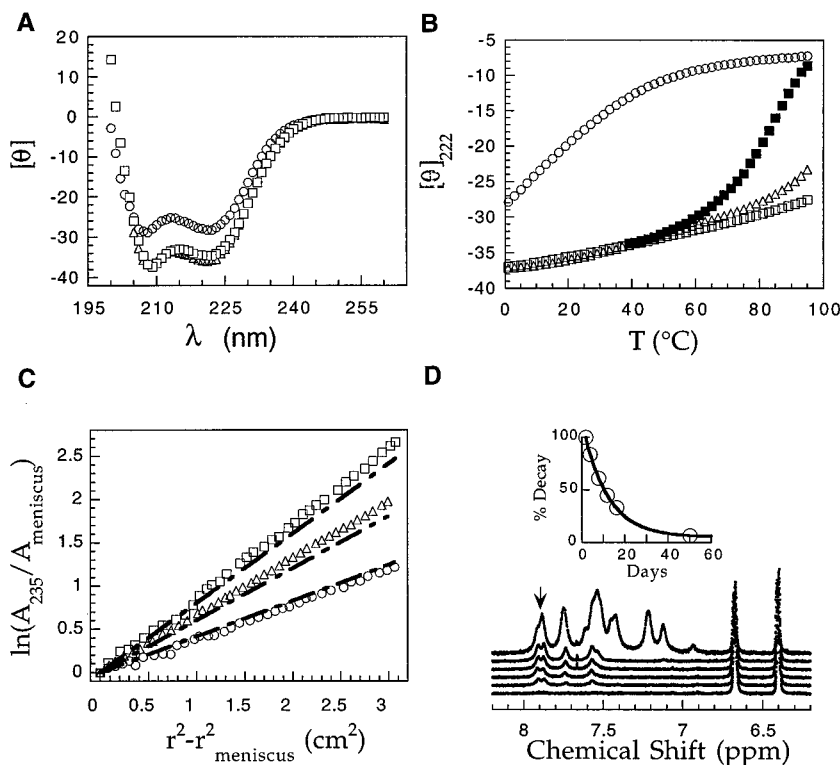 A
20
10
0
-10
-20
-30
-40
[θ]
195 210 225 240 255
λ (nm)
B
-5
-10
-15
-20
-25
-30
-35
-40
[θ]222
0 20 40 60 80 100
T (°C)
C
2.5
2
1.5
1
0.5
0
ln(A235/Ameniscus)
0 0.5 1 1.5 2 2.5 3
r2-r2meniscus (cm2)
D
100
50
0
% Decay
0 20 40 60
Days
8 7.5 7 6.5
Chemical Shift (ppm)